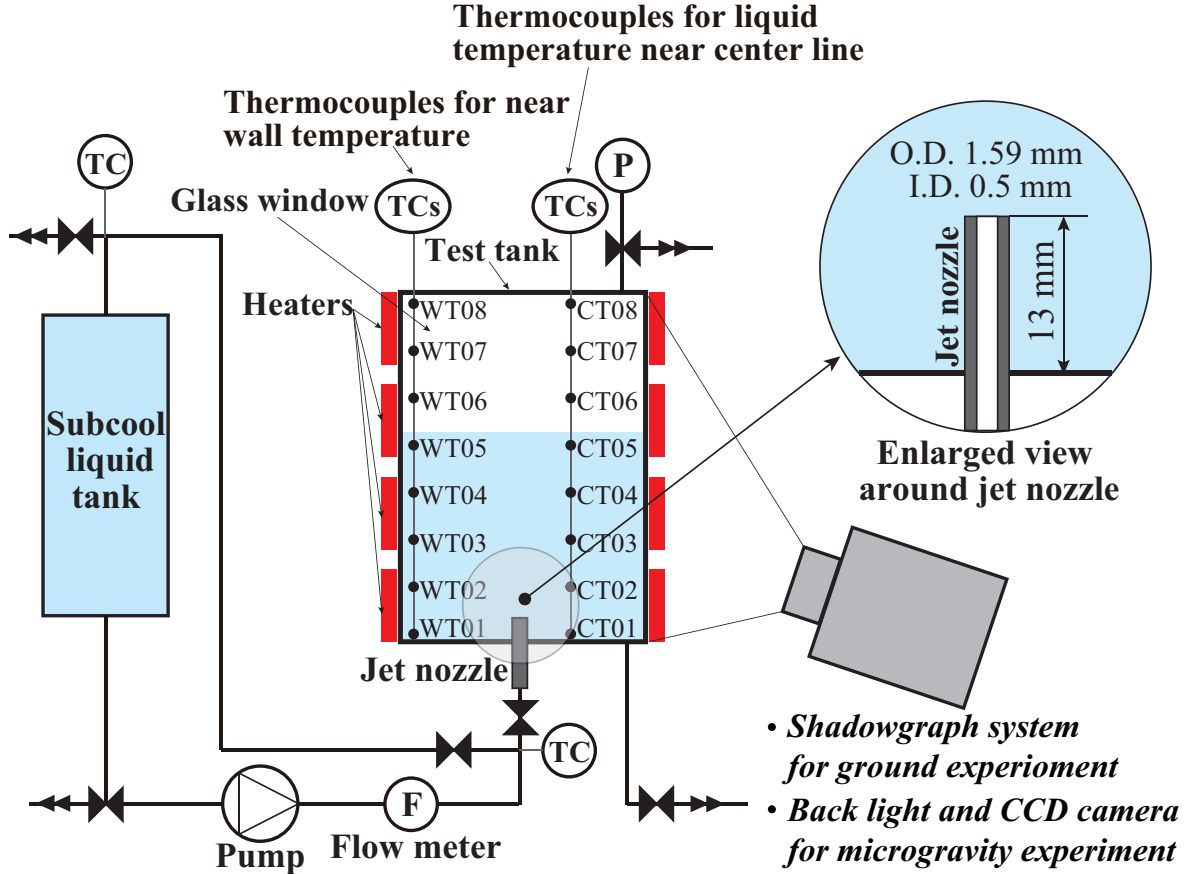 Thermocouples for liquid
temperature near center line
Thermocouples for near
wall temperature
TC
P
Glass window
TCs
TCs
Test tank
Heaters
WT08
CT08
WT07
CT07
WT06
CT06
WT05
CT05
WT04
CT04
WT03
CT03
WT02
CT02
WT01
CT01
Subcool
liquid
tank
O.D. 1.59 mm
I.D. 0.5 mm
Jet nozzle
13 mm
Enlarged view
around jet nozzle
Jet nozzle
TC
F
Pump
Flow meter
• Shadowgraph system
for ground experioment
• Back light and CCD camera
for microgravity experiment